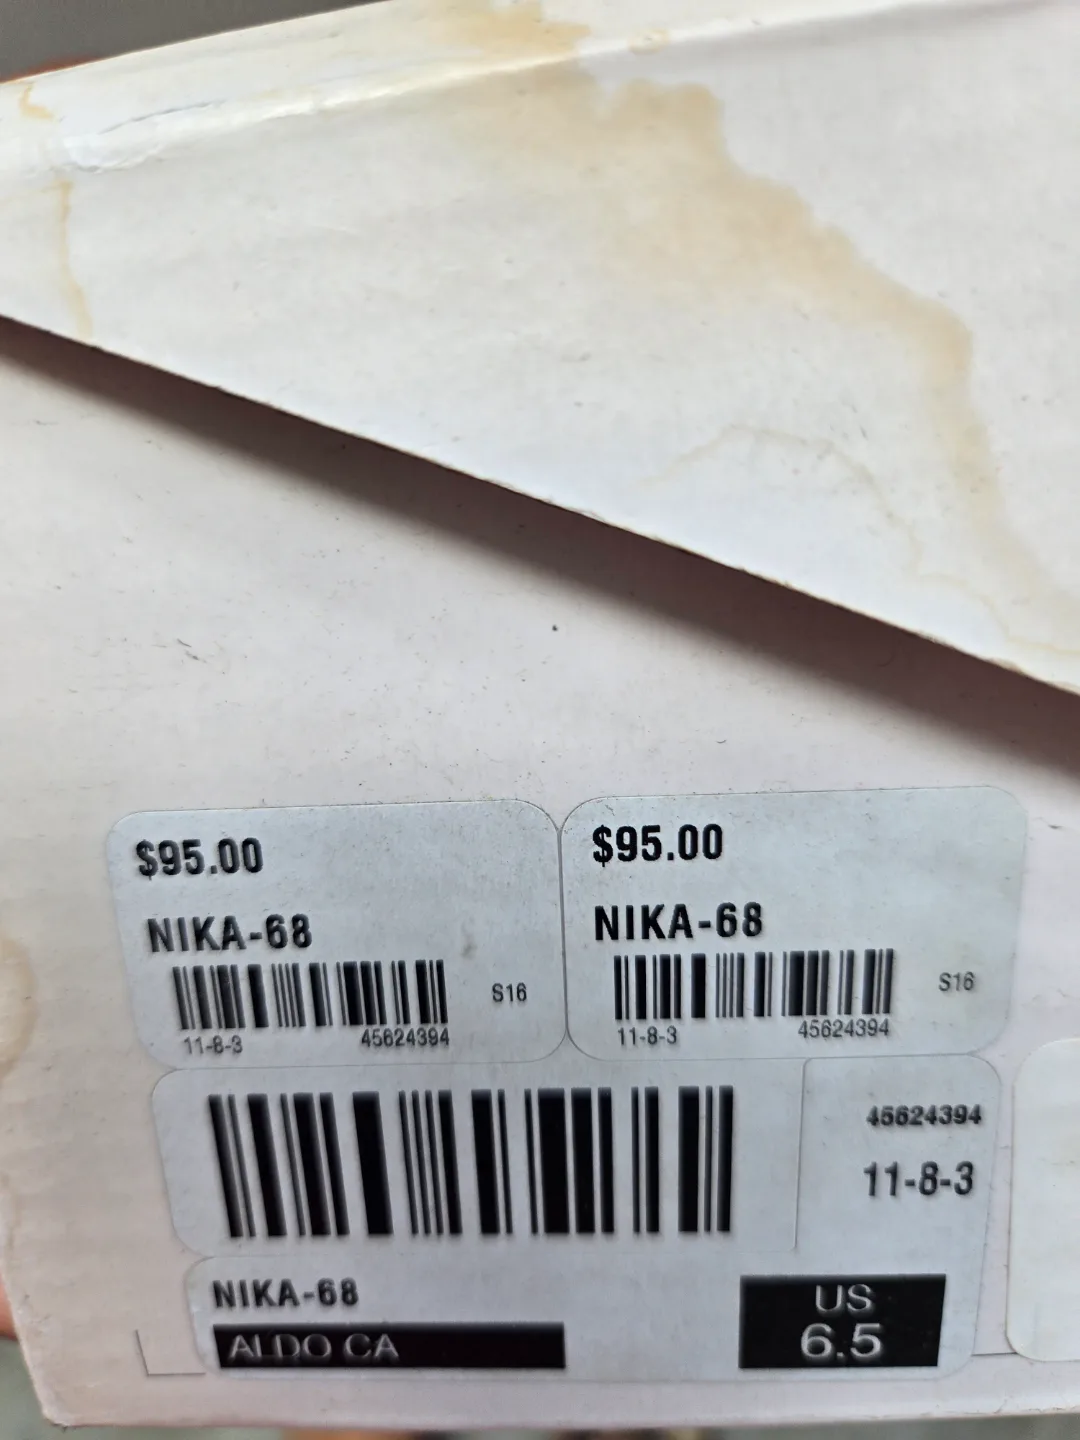 $95.00
NIKA-68
S16
11-8-3 45624394
$95.00
NIKA-68
S16
11-8-3 45624394
45624394
11-8-3
NIKA-68
ALDO CA
US
6.5